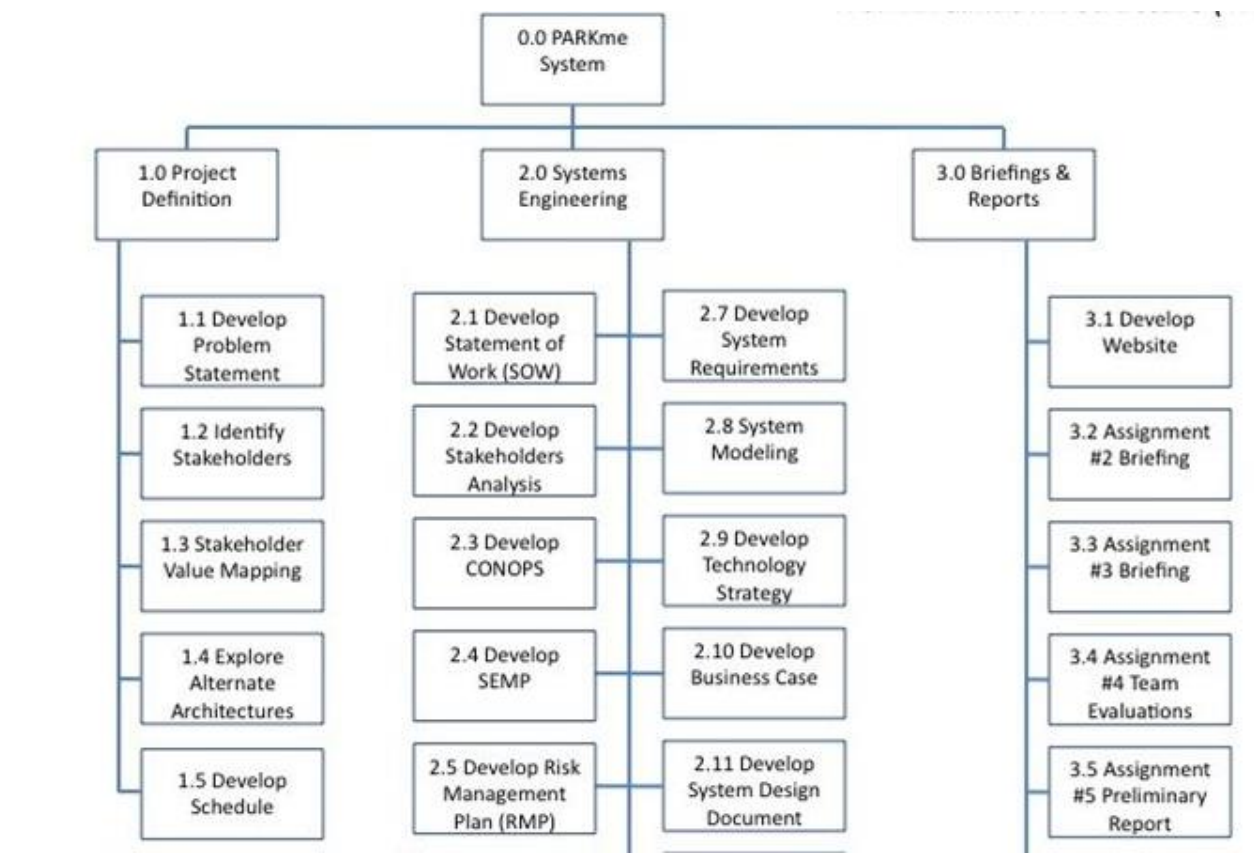 0.0 PARKme
System
1.0 Project
Definition
2.0 Systems
Engineering
3.0 Briefings &
Reports
1.1 Develop
Problem
Statement
1.2 Identify
Stakeholders
1.3 Stakeholder
Value Mapping
1.4 Explore
Alternate
Architectures
1.5 Develop
Schedule
2.1 Develop
Statement of
Work (SOW)
2.2 Develop
Stakeholders
Analysis
2.3 Develop
CONOPS
2.4 Develop
SEMP
2.5 Develop Risk
Management
Plan (RMP)
2.7 Develop
System
Requirements
2.8 System
Modeling
2.9 Develop
Technology
Strategy
2.10 Develop
Business Case
2.11 Develop
System Design
Document
3.1 Develop
Website
3.2 Assignment
#2 Briefing
3.3 Assignment
#3 Briefing
3.4 Assignment
#4 Team
Evaluations
3.5 Assignment
#5 Preliminary
Report